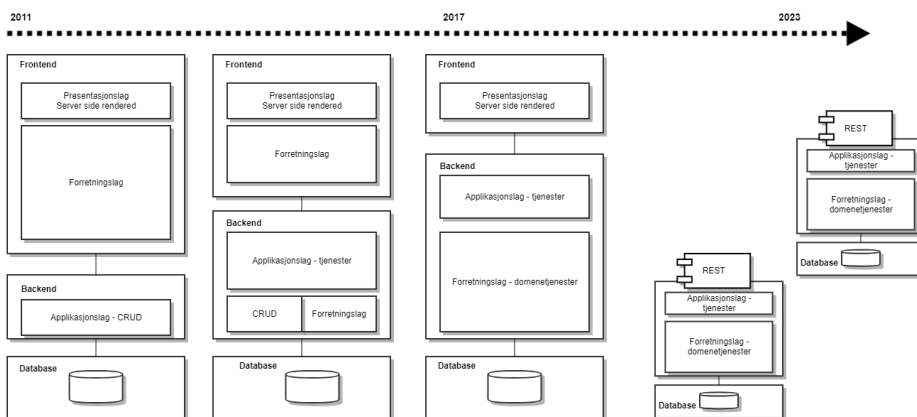 2011
2017
2023
Frontend
Presentasjonslag
Server side rendered
Forretningslag
Backend
Applikasjonslag - CRUD
Database
Frontend
Presentasjonslag
Server side rendered
Forretningslag
Backend
Applikasjonslag - tjenester
CRUD
Forretningslag
Database
Frontend
Presentasjonslag
Server side rendered
Backend
Applikasjonslag - tjenester
Forretningslag - domenetjenester
Database
REST
Applikasjonslag -
tjenester
Forretningslag -
domenetjenester
Database
REST
Applikasjonslag -
tjenester
Forretningslag -
domenetjenester
Database